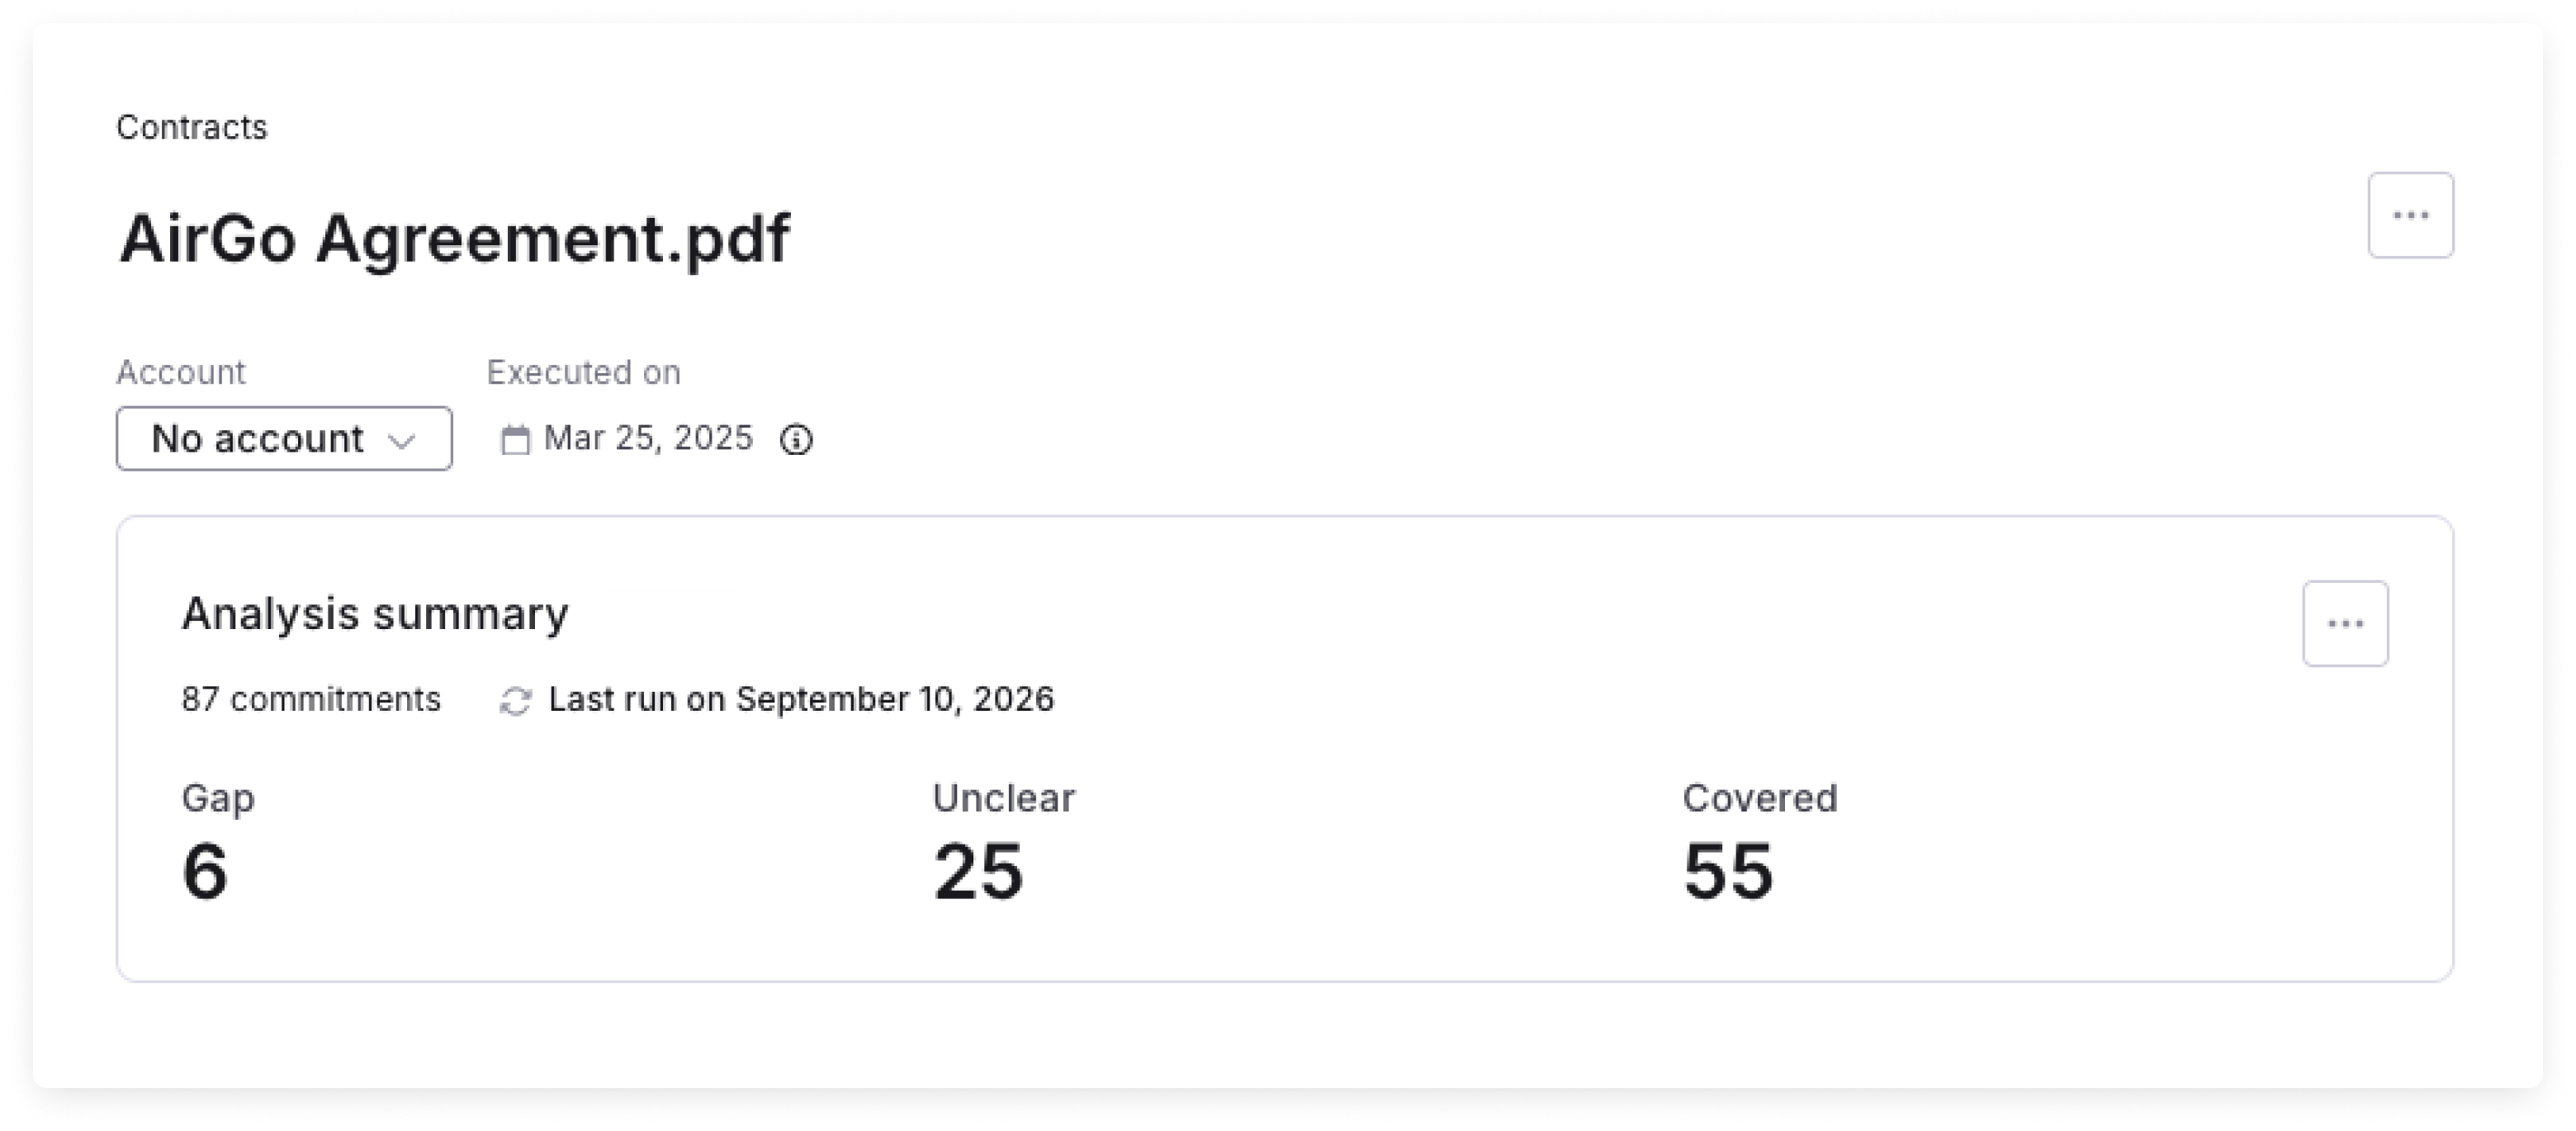 Contracts
AirGo Agreement.pdf
Account
Executed on
No account
Mar 25, 2025
Analysis summary
87 commitments
Last run on September 10, 2026
Gap
Unclear
Covered
6
25
55